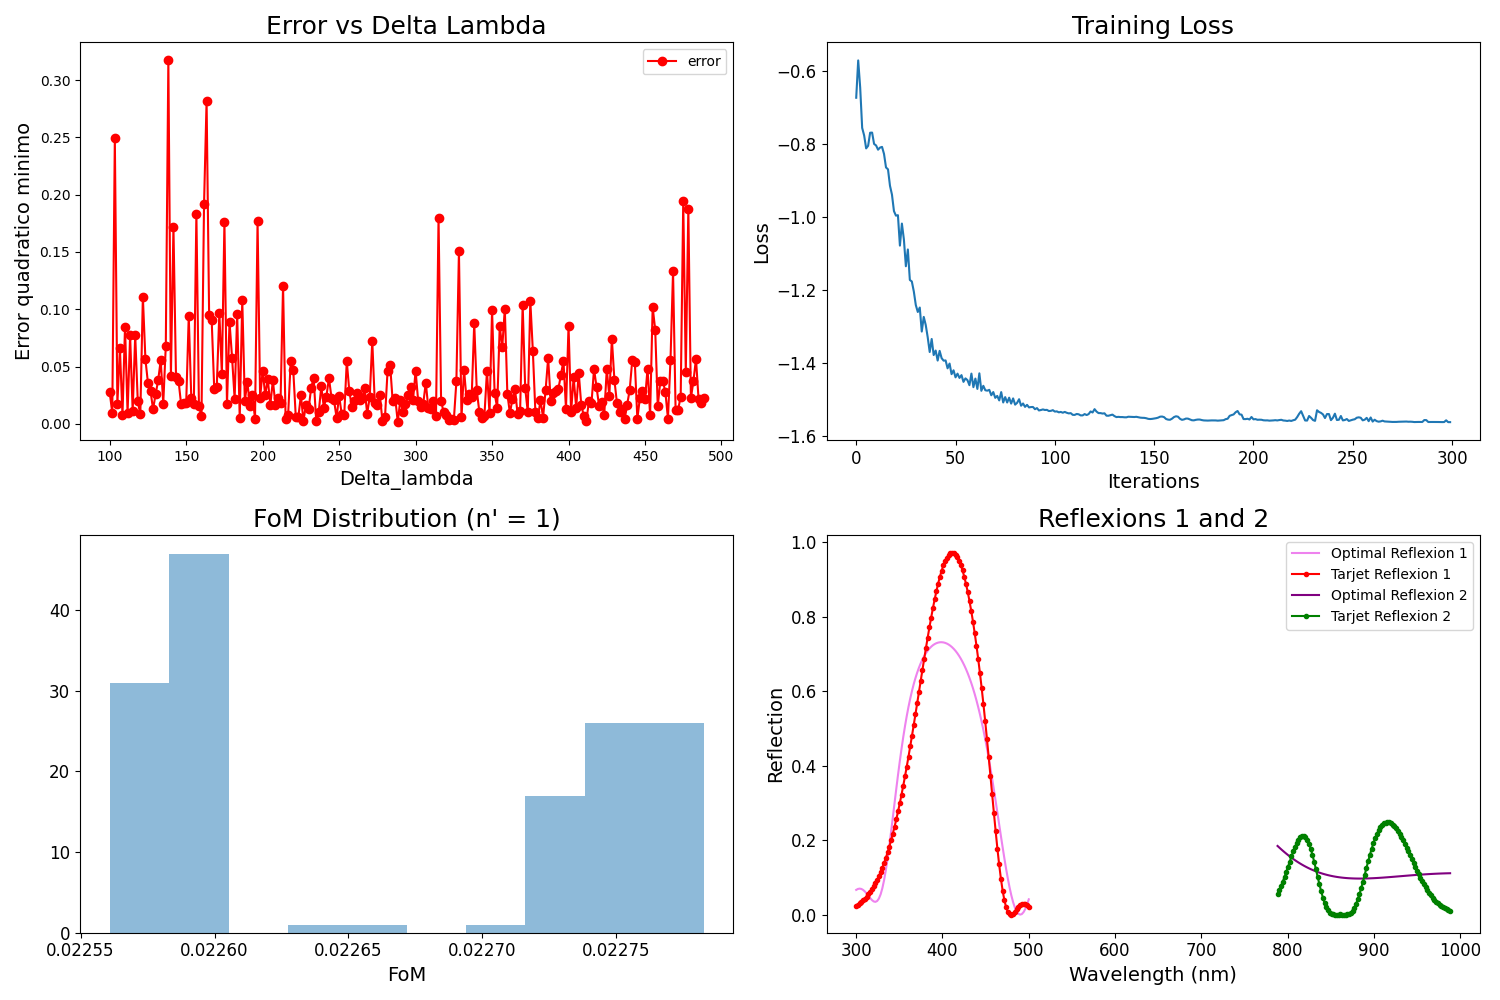 Error vs Delta Lambda
Error quadratico minimo
0.30
0.25
0.20
0.15
0.10
0.05
0.00
error
100 150 200 250 300 350 400 450 500
Delta_lambda
Training Loss
Loss
−0.6
−0.8
−1.0
−1.2
−1.4
−1.6
0 50 100 150 200 250 300
Iterations
FoM Distribution (n' = 1)
40
30
20
10
0
0.02255 0.02260 0.02265 0.02270 0.02275
FoM
Reflexions 1 and 2
Reflection
1.0
0.8
0.6
0.4
0.2
0.0
Optimal Reflexion 1
Tarjet Reflexion 1
Optimal Reflexion 2
Tarjet Reflexion 2
300 400 500 600 700 800 900 1000
Wavelength (nm)